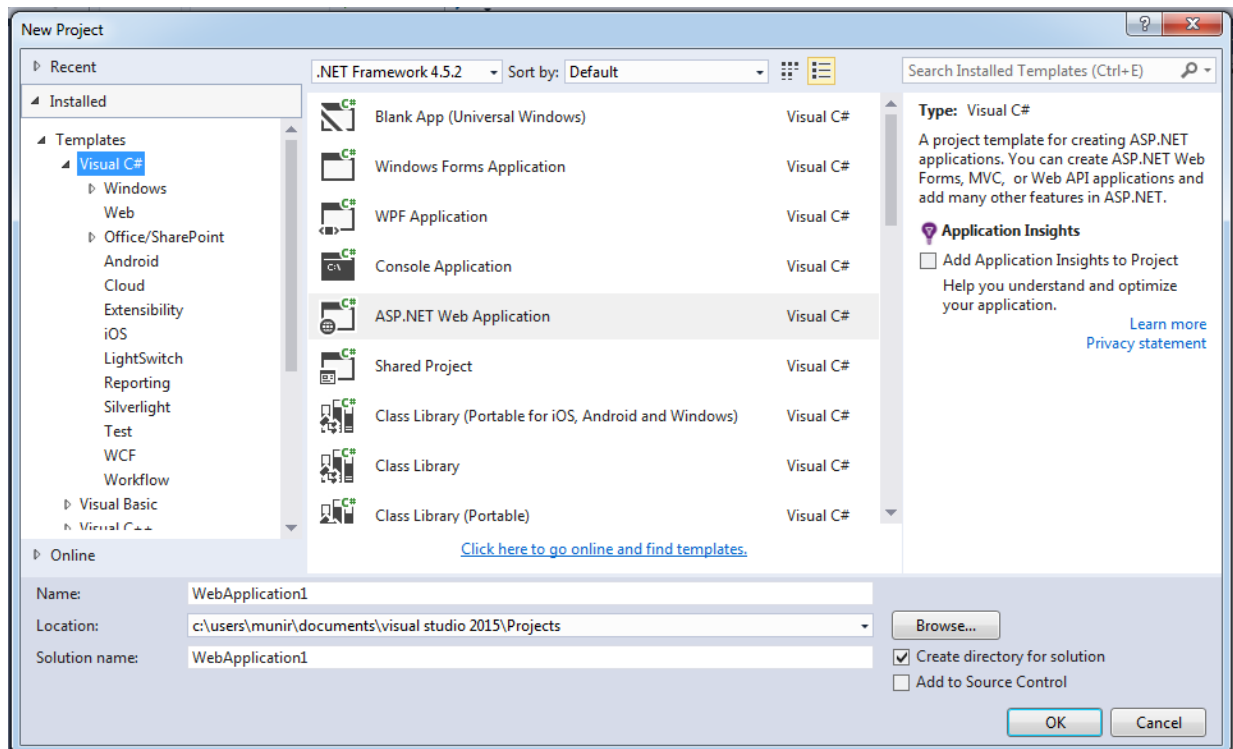 New Project
Recent
Installed
Templates
Visual C#
Windows
Web
Office/SharePoint
Android
Cloud
Extensibility
iOS
LightSwitch
Reporting
Silverlight
Test
WCF
Workflow
Visual Basic
Visual C++
Online
.NET Framework 4.5.2 Sort by: Default
C# Blank App (Universal Windows) Visual C#
C# Windows Forms Application Visual C#
C# WPF Application Visual C#
C# C:\ Console Application Visual C#
C# ASP.NET Web Application Visual C#
C# Shared Project Visual C#
C# Class Library (Portable for iOS, Android and Windows) Visual C#
C# Class Library Visual C#
C# Class Library (Portable) Visual C#
Click here to go online and find templates.
Search Installed Templates (Ctrl+E)
Type: Visual C#
A project template for creating ASP.NET
applications. You can create ASP.NET Web
Forms, MVC, or Web API applications and
add many other features in ASP.NET.
Application Insights
Add Application Insights to Project
Help you understand and optimize
your application.
Learn more
Privacy statement
Name: WebApplication1
Location: c:\users\munir\documents\visual studio 2015\Projects
Browse...
Solution name: WebApplication1
Create directory for solution
Add to Source Control
OK Cancel